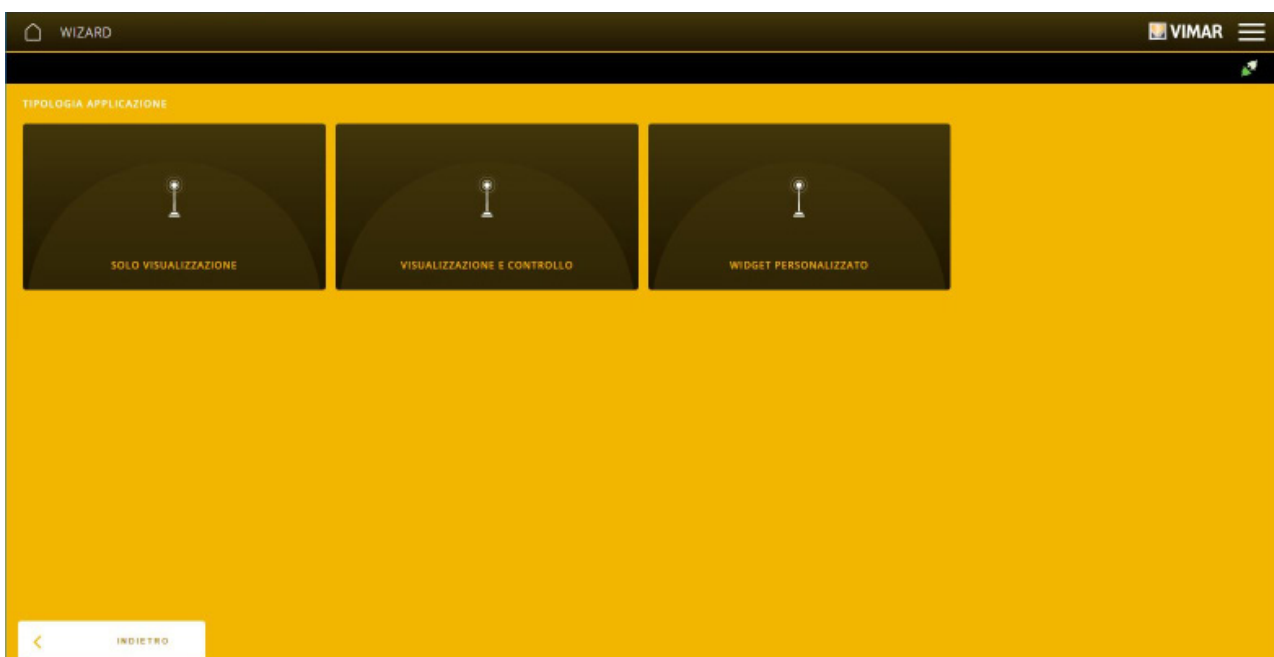 WIZARD
VIMAR
TIPOLOGIA APPLICAZIONE
SOLO VISUALIZZAZIONE
VISUALIZZAZIONE E CONTROLLO
WIDGET PERSONALIZZATO
INDIETRO